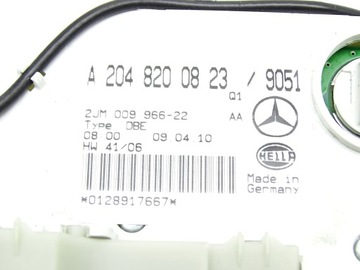 A 204 820 08 23 / 9051
Q1
2JM 009 966-22 AA
Type DBE
08 00 09 04 10
HW 41/06
HELLA
Made in
Germany
*0128917667*